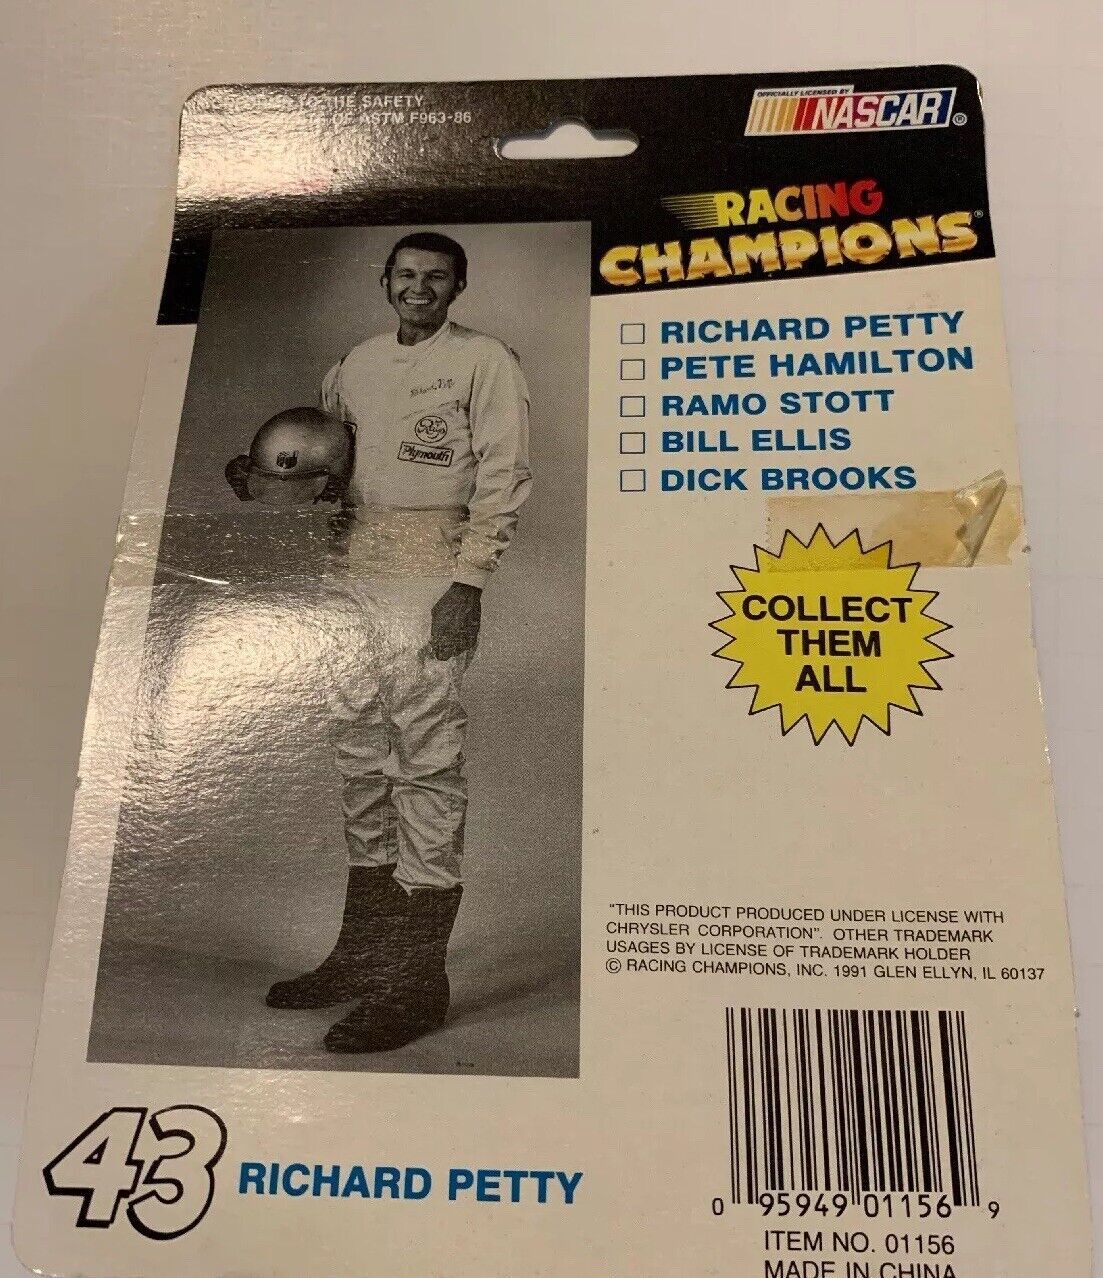 TO THE SAFETY
OF ASTM F963-86
OFFICIALLY LICENSED BY
NASCAR®
RACING
CHAMPIONS®
RICHARD PETTY
PETE HAMILTON
RAMO STOTT
BILL ELLIS
DICK BROOKS
Plymouth
COLLECT
THEM
ALL
"THIS PRODUCT PRODUCED UNDER LICENSE WITH
CHRYSLER CORPORATION". OTHER TRADEMARK
USAGES BY LICENSE OF TRADEMARK HOLDER
© RACING CHAMPIONS, INC. 1991 GLEN ELLYN, IL 60137
43 RICHARD PETTY
0 95949 01156 9
ITEM NO. 01156
MADE IN CHINA